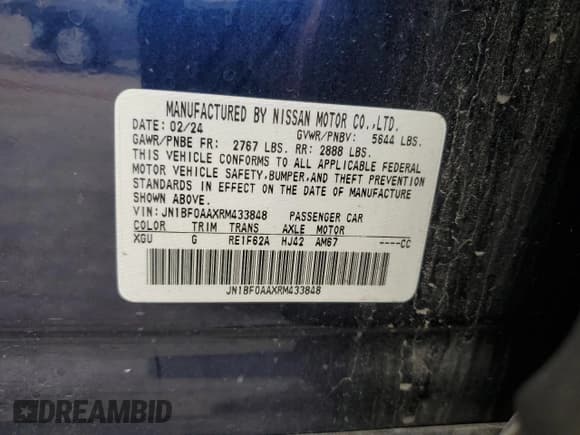 MANUFACTURED BY NISSAN MOTOR CO.,LTD.
DATE: 02/24 GVWR/PNBV: 5644 LBS.
GAWR/PNBE FR: 2767 LBS. RR: 2888 LBS.
THIS VEHICLE CONFORMS TO ALL APPLICABLE FEDERAL
MOTOR VEHICLE SAFETY,BUMPER,AND THEFT PREVENTION
STANDARDS IN EFFECT ON THE DATE OF MANUFACTURE
SHOWN ABOVE.
VIN: JN1BF0AAXRM433848 PASSENGER CAR
COLOR TRIM TRANS AXLE MOTOR
XGU G RE1F62A HJ42 AM67 ----CC
JN1BF0AAXRM433848
DREAMBID